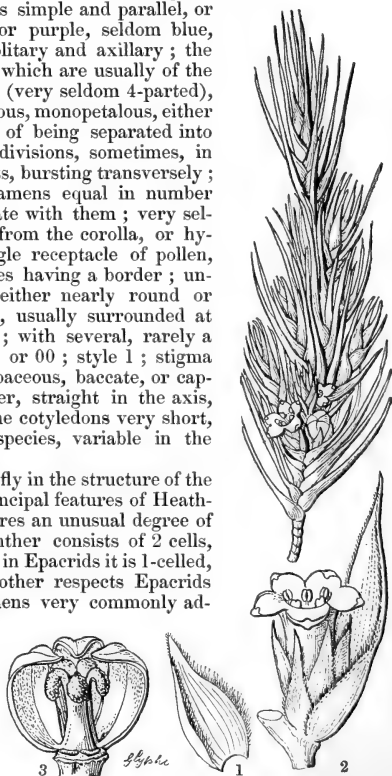 s simple and parallel, or
or purple, seldom blue,
litary and axillary ; the
which are usually of the
(very seldom 4-parted),
ous, monopetalous, either
of being separated into
divisions, sometimes, in
s, bursting transversely ;
amens equal in number
ate with them ; very sel-
from the corolla, or hy-
gle receptacle of pollen,
es having a border ; un-
either nearly round or
, usually surrounded at
; with several, rarely a
or 00 ; style 1 ; stigma
paceous, baccate, or cap-
er, straight in the axis,
ne cotyledons very short,
species, variable in the
fly in the structure of the
ncipal features of Heath-
res an unusual degree of
nther consists of 2 cells,
in Epacrids it is 1-celled,
other respects Epacrids
ens very commonly ad-
3
1
2